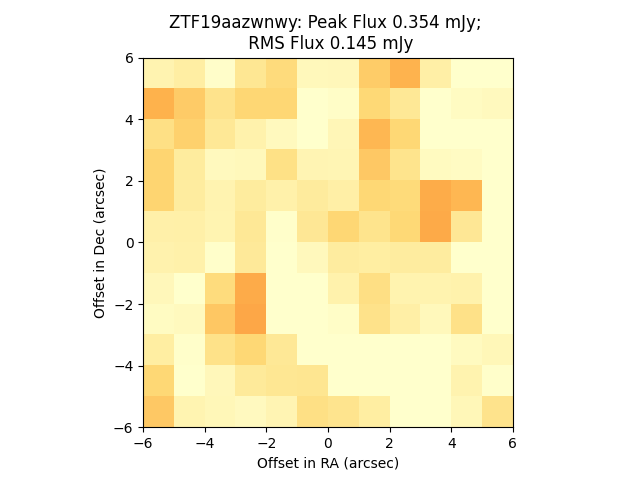 ZTF19aazwnwy: Peak Flux 0.354 mJy;
RMS Flux 0.145 mJy
6
4
2
0
−2
−4
−6
Offset in Dec (arcsec)
−6 −4 −2 0 2 4 6
Offset in RA (arcsec)